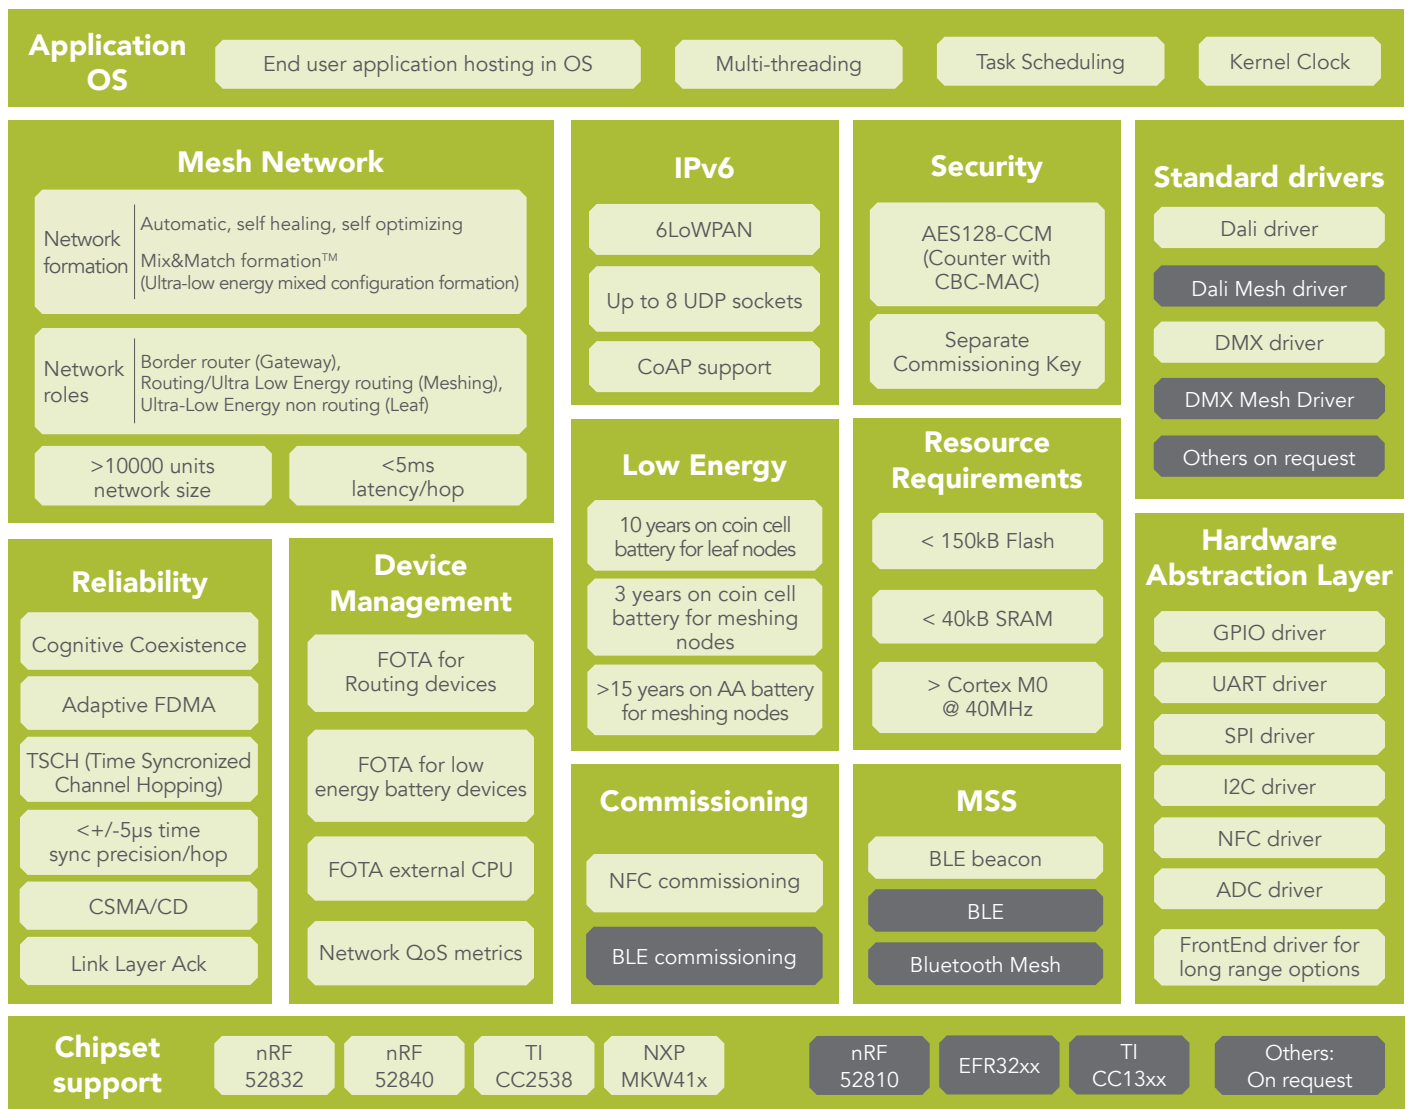 Application
OS
End user application hosting in OS
Multi-threading
Task Scheduling
Kernel Clock
Mesh Network
Network
formation
Automatic, self healing, self optimizing
Mix&Match formation™
(Ultra-low energy mixed configuration formation)
Network
roles
Border router (Gateway),
Routing/Ultra Low Energy routing (Meshing),
Ultra-Low Energy non routing (Leaf)
>10000 units
network size
<5ms
latency/hop
IPv6
6LoWPAN
Up to 8 UDP sockets
CoAP support
Security
AES128-CCM
(Counter with
CBC-MAC)
Separate
Commissioning Key
Standard drivers
Dali driver
Dali Mesh driver
DMX driver
DMX Mesh Driver
Others on request
Low Energy
10 years on coin cell
battery for leaf nodes
3 years on coin cell
battery for meshing
nodes
>15 years on AA battery
for meshing nodes
Resource
Requirements
< 150kB Flash
< 40kB SRAM
> Cortex M0
@ 40MHz
Reliability
Cognitive Coexistence
Adaptive FDMA
TSCH (Time Syncronized
Channel Hopping)
<+/-5µs time
sync precision/hop
CSMA/CD
Link Layer Ack
Device
Management
FOTA for
Routing devices
FOTA for low
energy battery devices
FOTA external CPU
Network QoS metrics
Commissioning
NFC commissioning
BLE commissioning
MSS
BLE beacon
BLE
Bluetooth Mesh
Hardware
Abstraction Layer
GPIO driver
UART driver
SPI driver
I2C driver
NFC driver
ADC driver
FrontEnd driver for
long range options
Chipset
support
nRF
52832
nRF
52840
TI
CC2538
NXP
MKW41x
nRF
52810
EFR32xx
TI
CC13xx
Others:
On request